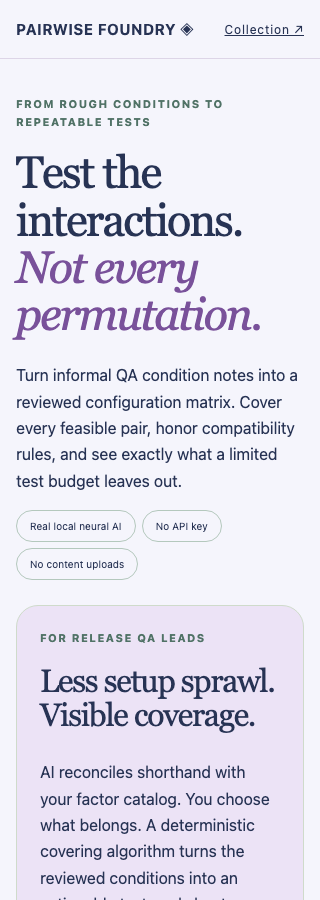 PAIRWISE FOUNDRY ◈
Collection ↗
FROM ROUGH CONDITIONS TO
REPEATABLE TESTS
Test the
interactions.
Not every
permutation.
Turn informal QA condition notes into a
reviewed configuration matrix. Cover
every feasible pair, honor compatibility
rules, and see exactly what a limited
test budget leaves out.
Real local neural AI
No API key
No content uploads
FOR RELEASE QA LEADS
Less setup sprawl.
Visible coverage.
AI reconciles shorthand with
your factor catalog. You choose
what belongs. A deterministic
covering algorithm turns the
reviewed conditions into an